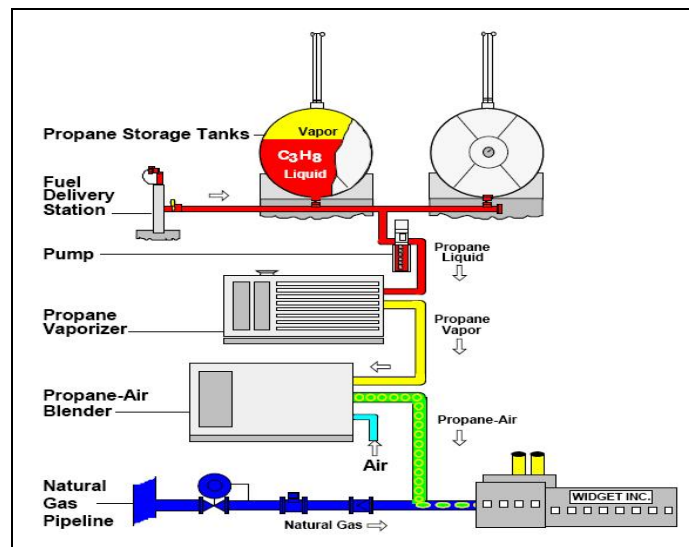 Propane Storage Tanks
Vapor
C3H8
Liquid
Fuel
Delivery
Station
Pump
Propane
Liquid
Propane
Vaporizer
Propane
Vapor
Propane-Air
Blender
Propane-Air
Air
Natural
Gas
Pipeline
Natural Gas
WIDGET INC.